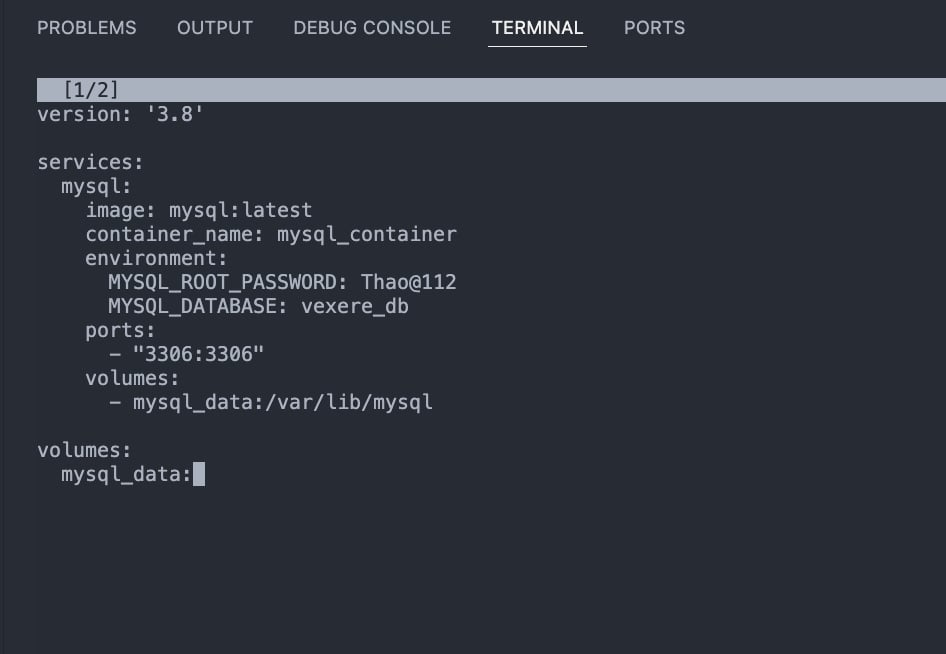 PROBLEMS OUTPUT DEBUG CONSOLE TERMINAL PORTS
[1/2]
version: '3.8'
services:
  mysql:
    image: mysql:latest
    container_name: mysql_container
    environment:
      MYSQL_ROOT_PASSWORD: Thao@112
      MYSQL_DATABASE: vexere_db
    ports:
      - "3306:3306"
    volumes:
      - mysql_data:/var/lib/mysql
volumes:
  mysql_data: